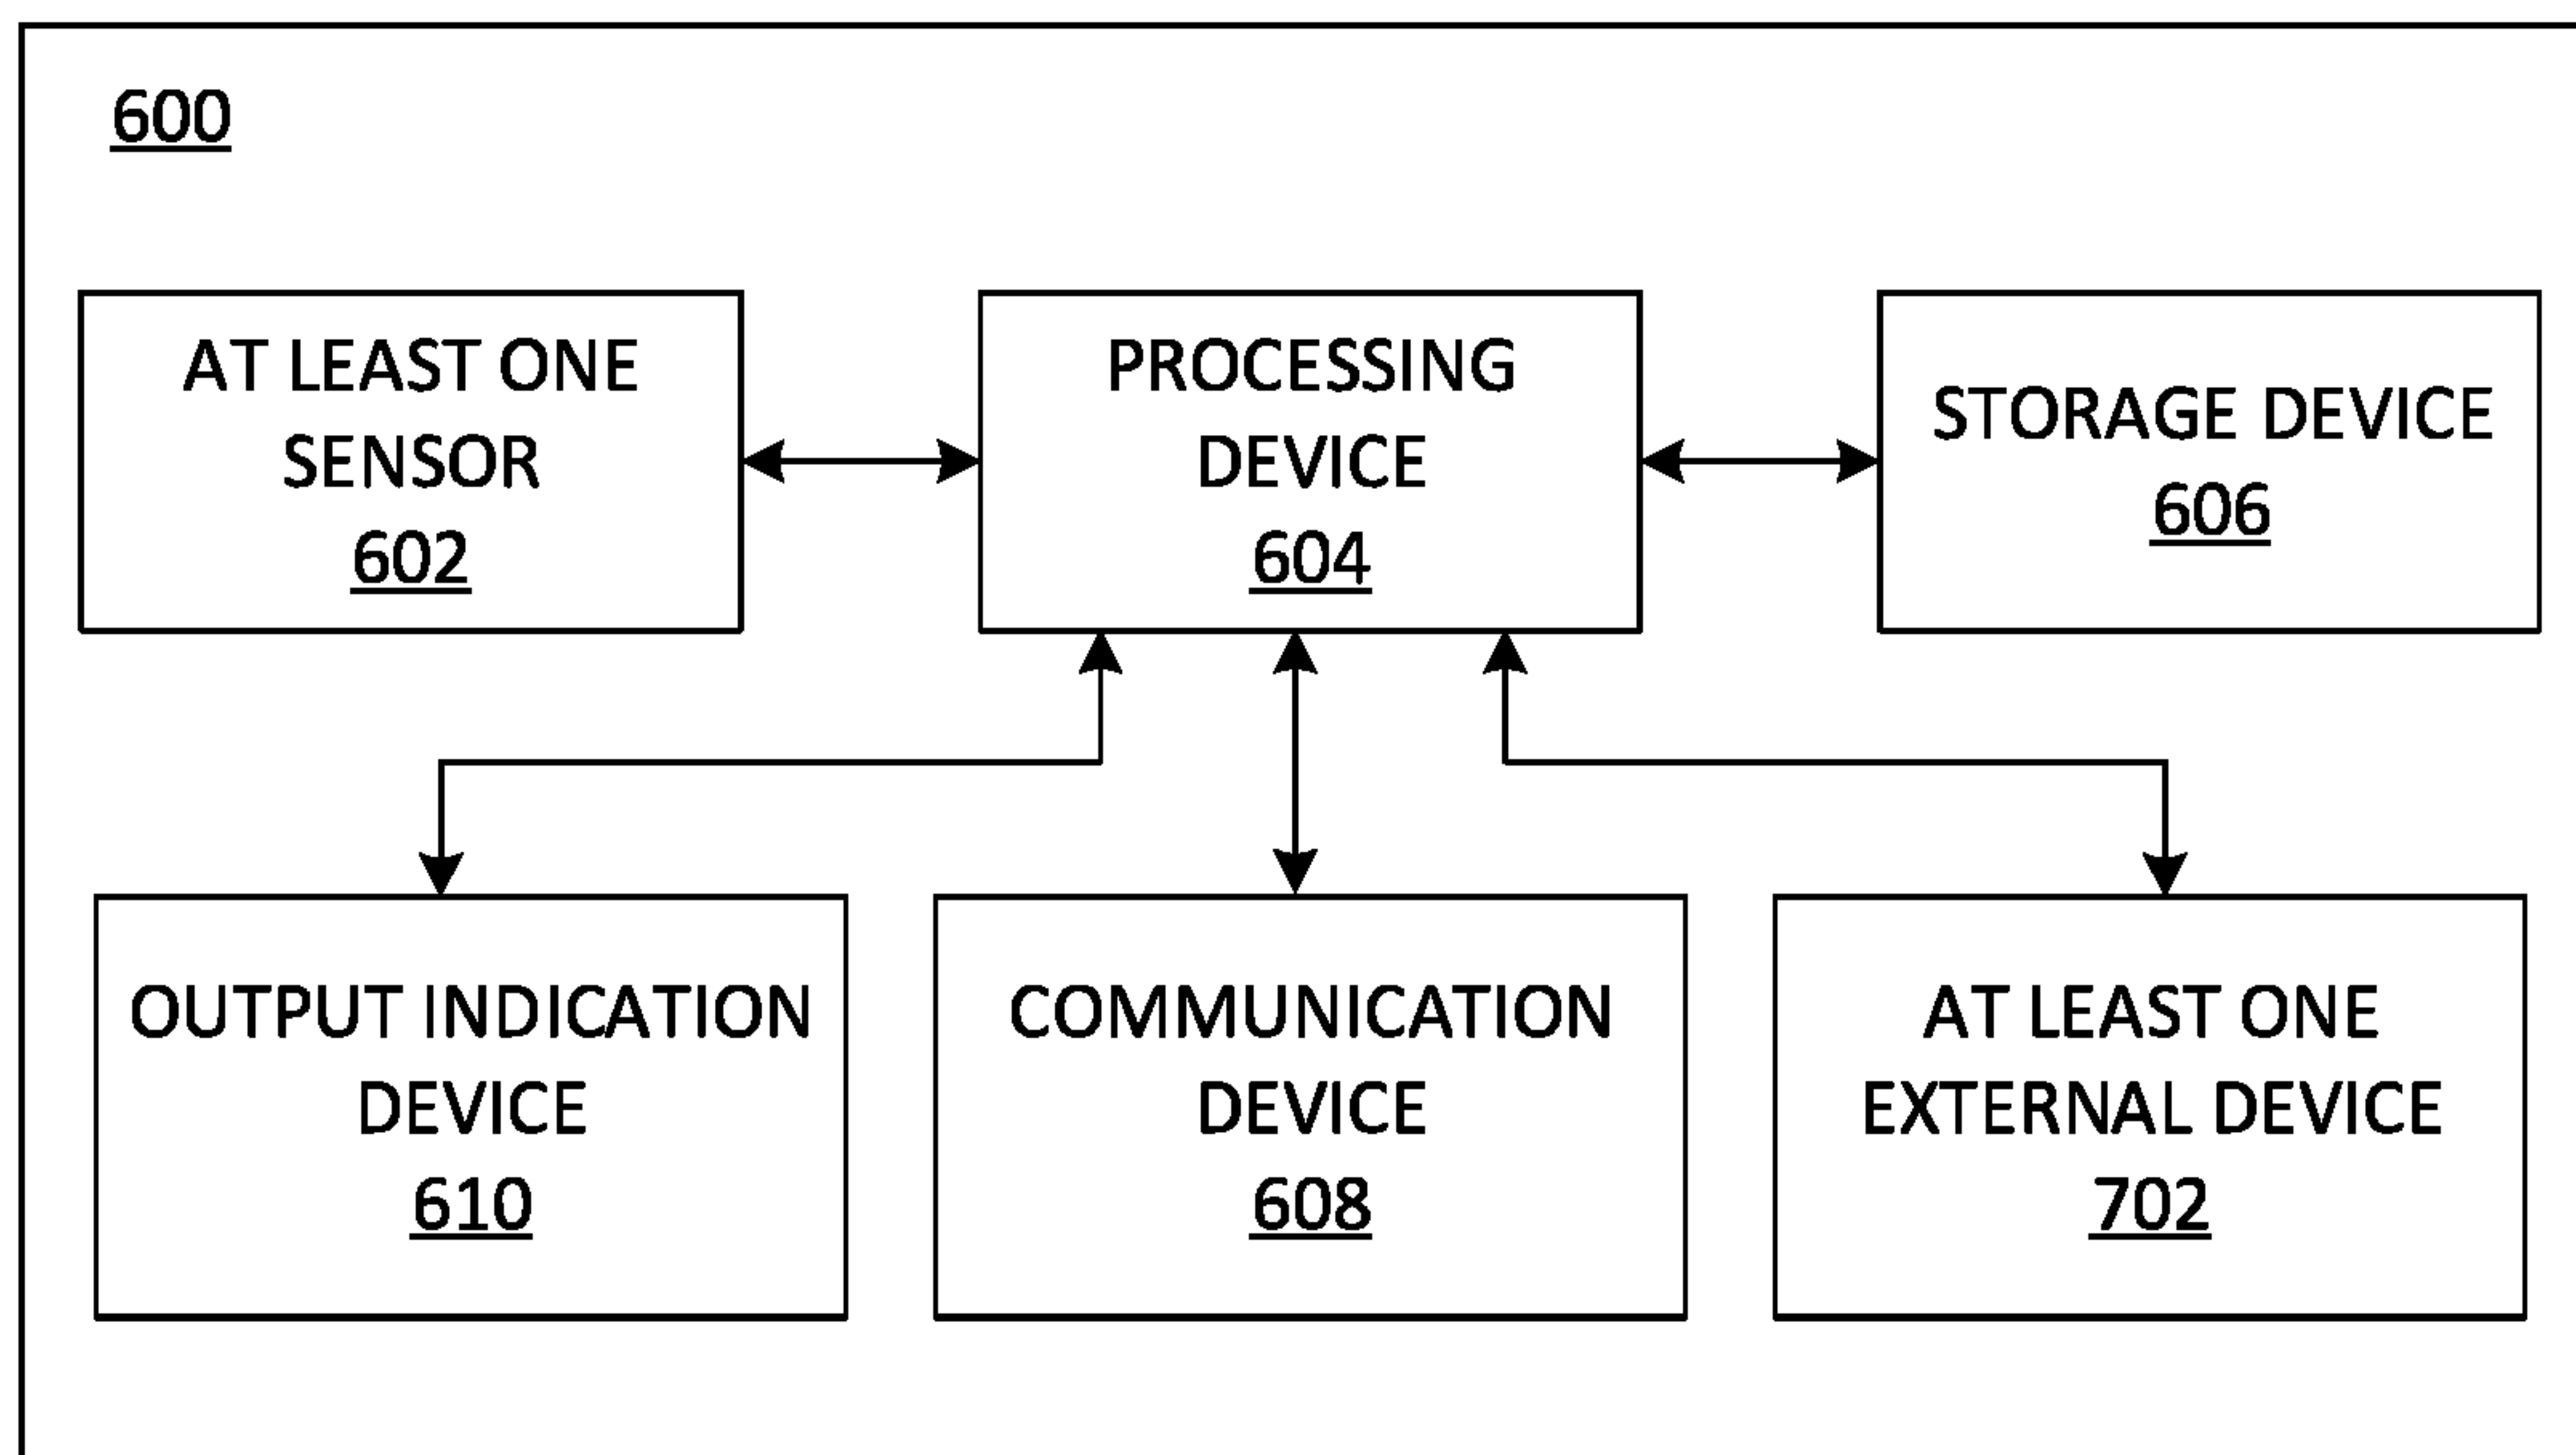 600
AT LEAST ONE
SENSOR
602
PROCESSING
DEVICE
604
STORAGE DEVICE
606
OUTPUT INDICATION
DEVICE
610
COMMUNICATION
DEVICE
608
AT LEAST ONE
EXTERNAL DEVICE
702